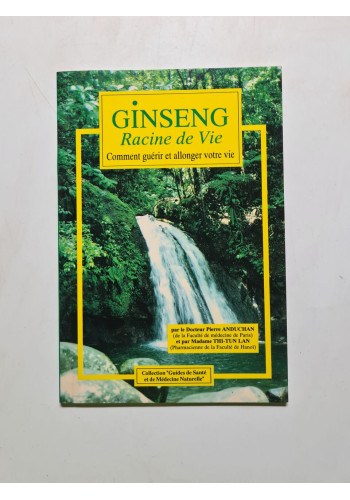 GINSENG
Racine de Vie
Comment guérir et allonger votre vie
par le Docteur Pierre ANDUCHAN
(de la Faculté de médecine de Paris)
et par Madame THI-TUN LAN
(Pharmacienne de la Faculté de Hanoï)
Collection "Guides de Santé
et de Médecine Naturelle"